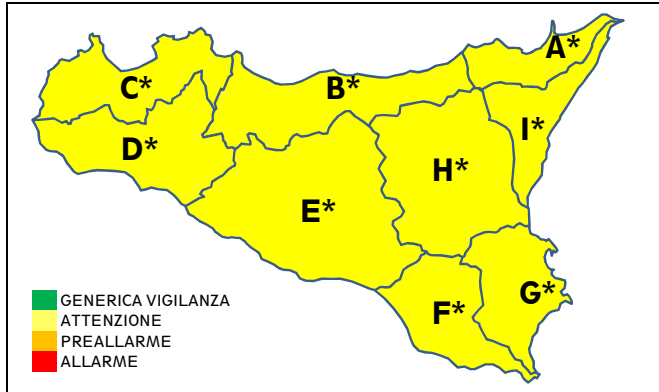 A*
C*
B*
I*
D*
H*
E*
G*
F*
GENERICA VIGILANZA
ATTENZIONE
PREALLARME
ALLARME